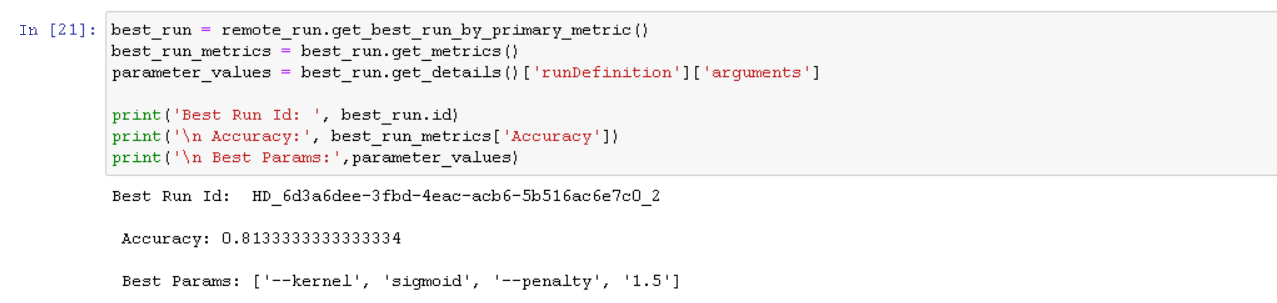 In [21]: best_run = remote_run.get_best_run_by_primary_metric()
best_run_metrics = best_run.get_metrics()
parameter_values = best_run.get_details()['runDefinition']['arguments']
print('Best Run Id: ', best_run.id)
print('\n Accuracy:', best_run_metrics['Accuracy'])
print('\n Best Params:',parameter_values)
Best Run Id:  HD_6d3a6dee-3fbd-4eac-acb6-5b516ac6e7c0_2
Accuracy: 0.8133333333333334
Best Params: ['--kernel', 'sigmoid', '--penalty', '1.5']